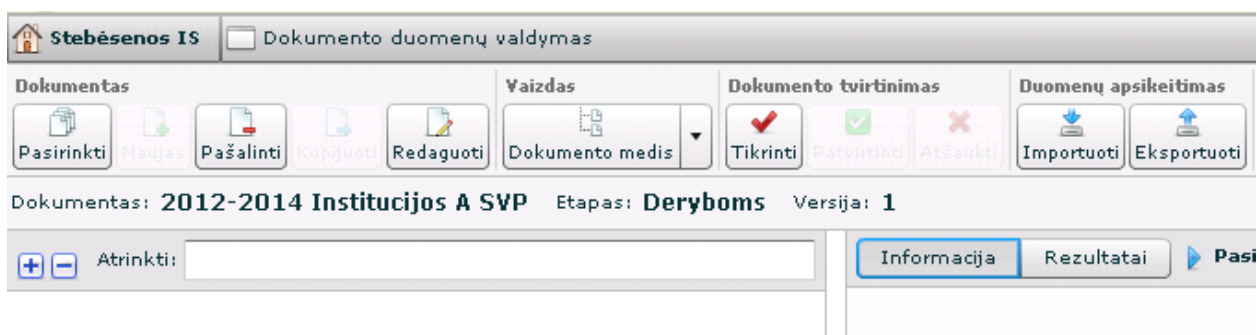 Stebėsenos IS Dokumento duomenų valdymas
Dokumentas Vaizdas Dokumento tvirtinimas Duomenų apsikeitimas
Pasirinkti Naujas Pašalinti Kopijuoti Redaguoti Dokumento medis Tikrinti Patvirtinti Atšaukti Importuoti Eksportuoti
Dokumentas: 2012-2014 Institucijos A SVP Etapas: Deryboms Versija: 1
Atrinkti: Informacija Rezultatai Pasi